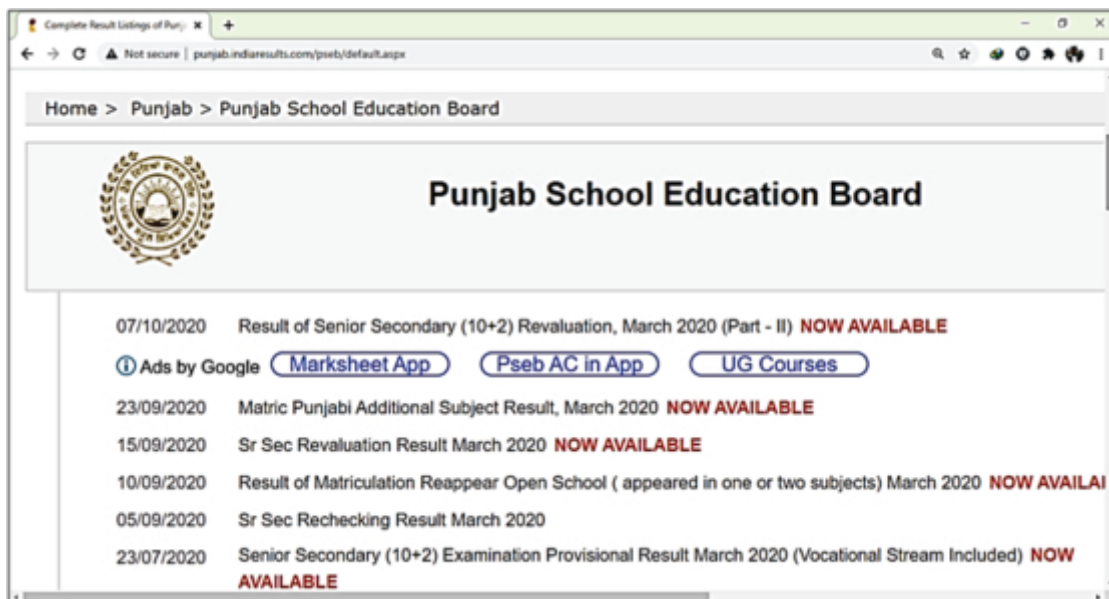 Complete Result Listings of Punj
Not secure | punjab.indiaresults.com/pseb/default.aspx
Home > Punjab > Punjab School Education Board
Punjab School Education Board
07/10/2020 Result of Senior Secondary (10+2) Revaluation, March 2020 (Part - II) NOW AVAILABLE
Ads by Google Marksheet App Pseb AC in App UG Courses
23/09/2020 Matric Punjabi Additional Subject Result, March 2020 NOW AVAILABLE
15/09/2020 Sr Sec Revaluation Result March 2020 NOW AVAILABLE
10/09/2020 Result of Matriculation Reappear Open School ( appeared in one or two subjects) March 2020 NOW AVAILA
05/09/2020 Sr Sec Rechecking Result March 2020
23/07/2020 Senior Secondary (10+2) Examination Provisional Result March 2020 (Vocational Stream Included) NOW
AVAILABLE